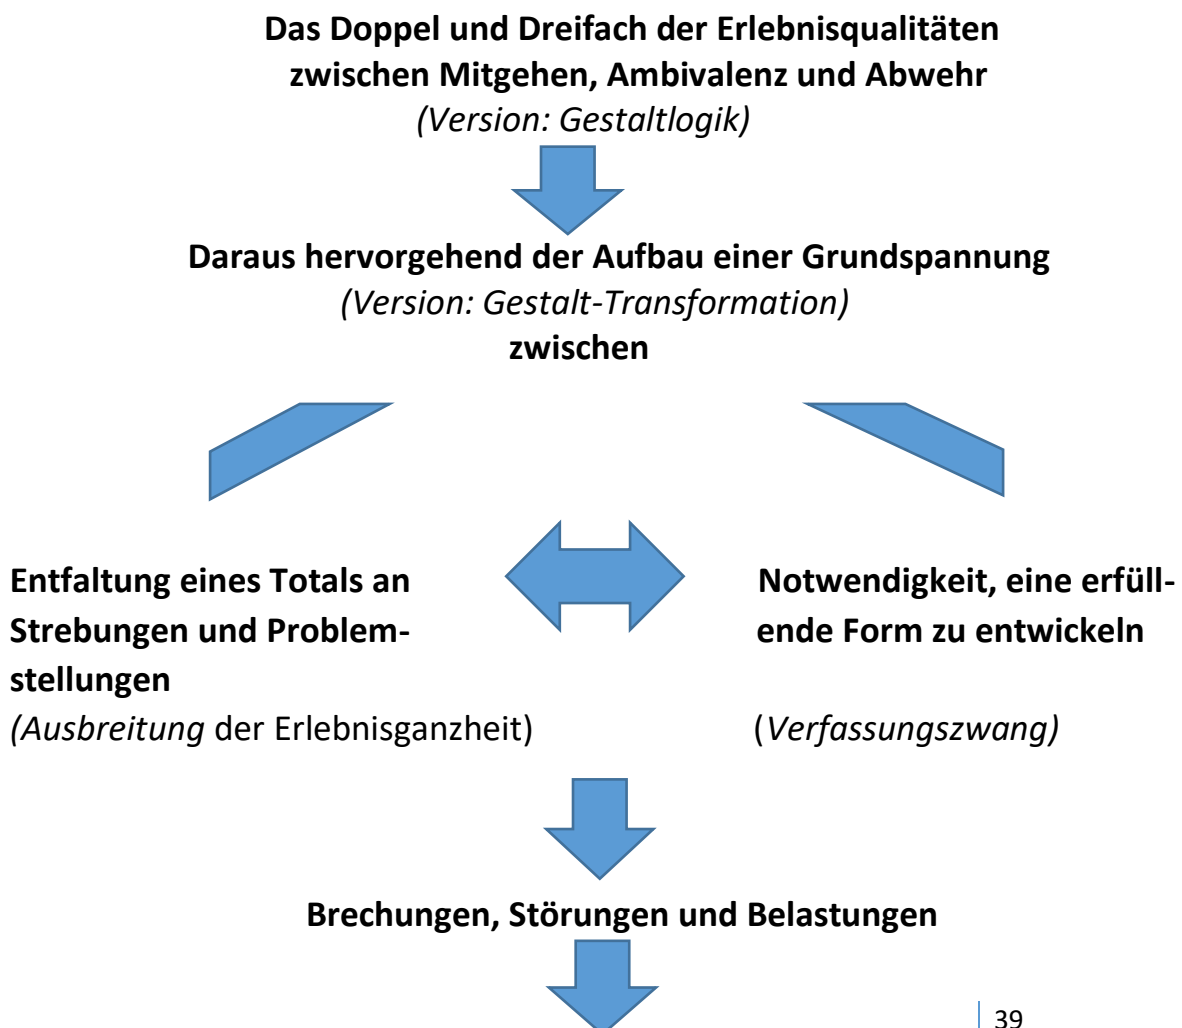 Das Doppel und Dreifach der Erlebnisqualitäten
zwischen Mitgehen, Ambivalenz und Abwehr
(Version: Gestaltlogik)
Daraus hervorgehend der Aufbau einer Grundspannung
(Version: Gestalt-Transformation)
zwischen
Entfaltung eines Totals an
Strebungen und Problem-
stellungen
(Ausbreitung der Erlebnisganzheit)
Notwendigkeit, eine erfüll-
ende Form zu entwickeln
(Verfassungszwang)
Brechungen, Störungen und Belastungen
39